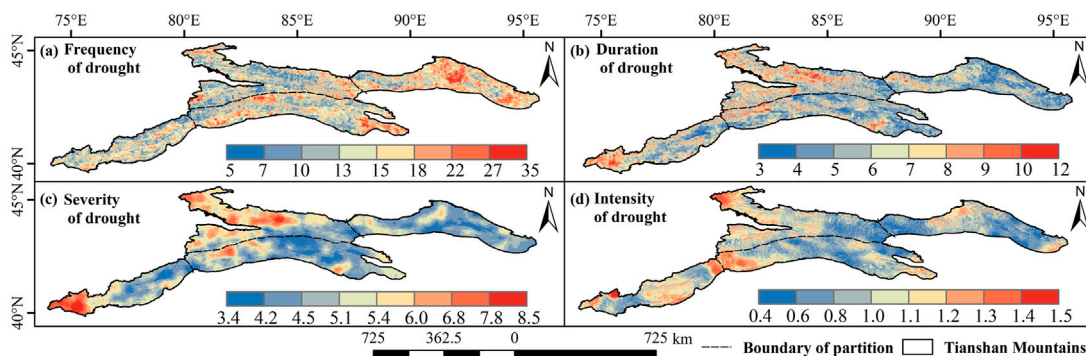 75°E 80°E 85°E 90°E 95°E 75°E 80°E 85°E 90°E 95°E
45°N
(a) Frequency
of drought
N
5 7 10 13 15 18 22 27 35
40°N
(b) Duration
of drought
N
3 4 5 6 7 8 9 10 12
45°N
(c) Severity
of drought
N
3.4 4.2 4.5 5.1 5.4 6.0 6.8 7.8 8.5
40°N
(d) Intensity
of drought
N
0.4 0.6 0.8 1.0 1.1 1.2 1.3 1.4 1.5
725 362.5 0 725 km
Boundary of partition Tianshan Mountains